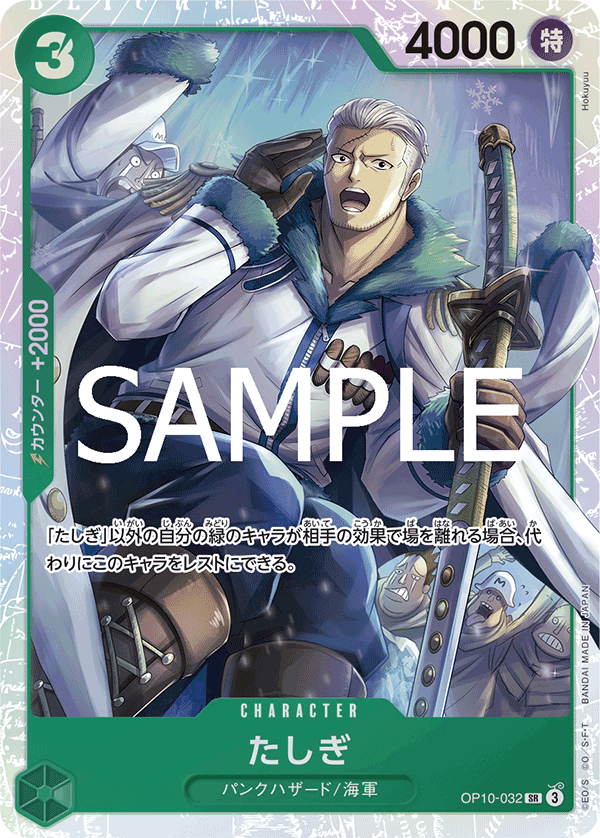 3
4000 特
Hokuyuu
カウンター +2000
SAMPLE
「たしぎ」以外の自分の緑のキャラが相手の効果で場を離れる場合、代
わりにこのキャラをレストにできる。
CHARACTER
たしぎ
パンクハザード/海軍
OP10-032 SR 3
©E.O/S ©O/S・F・T BANDAI MADE IN JAPAN